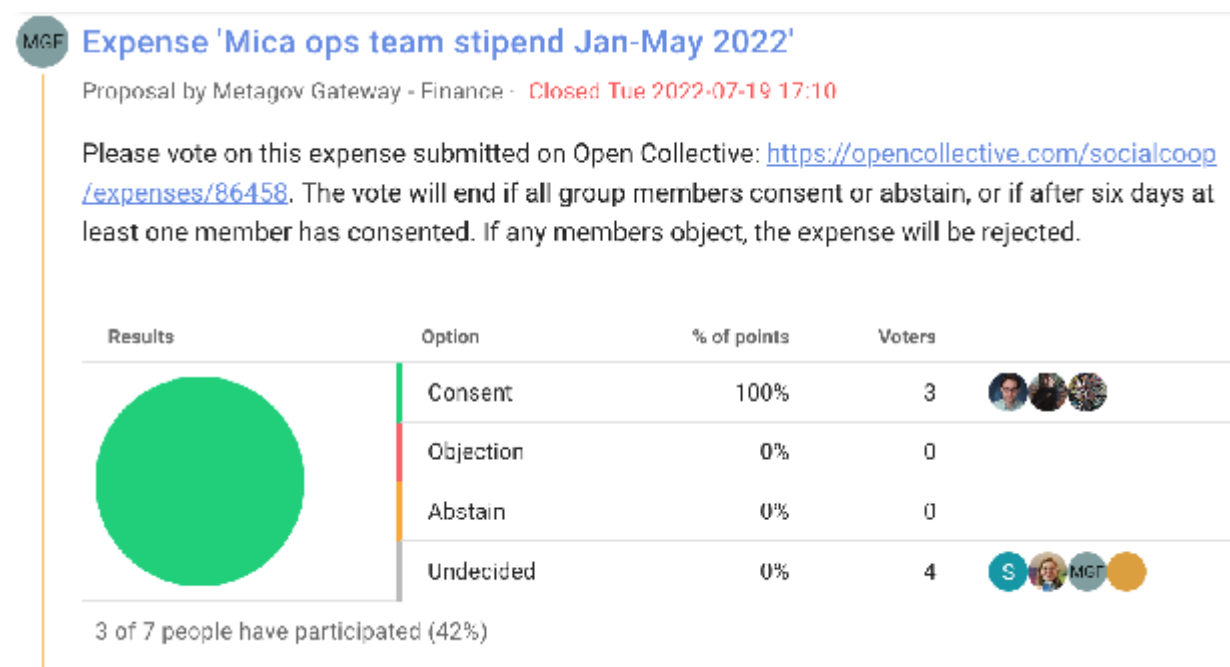 MGF Expense 'Mica ops team stipend Jan-May 2022'
Proposal by Metagov Gateway - Finance · Closed Tue 2022-07-19 17:10
Please vote on this expense submitted on Open Collective: https://opencollective.com/socialcoop
/expenses/86458. The vote will end if all group members consent or abstain, or if after six days at
least one member has consented. If any members object, the expense will be rejected.
Results Option % of points Voters
Consent 100% 3
Objection 0% 0
Abstain 0% 0
Undecided 0% 4 S MGF
3 of 7 people have participated (42%)